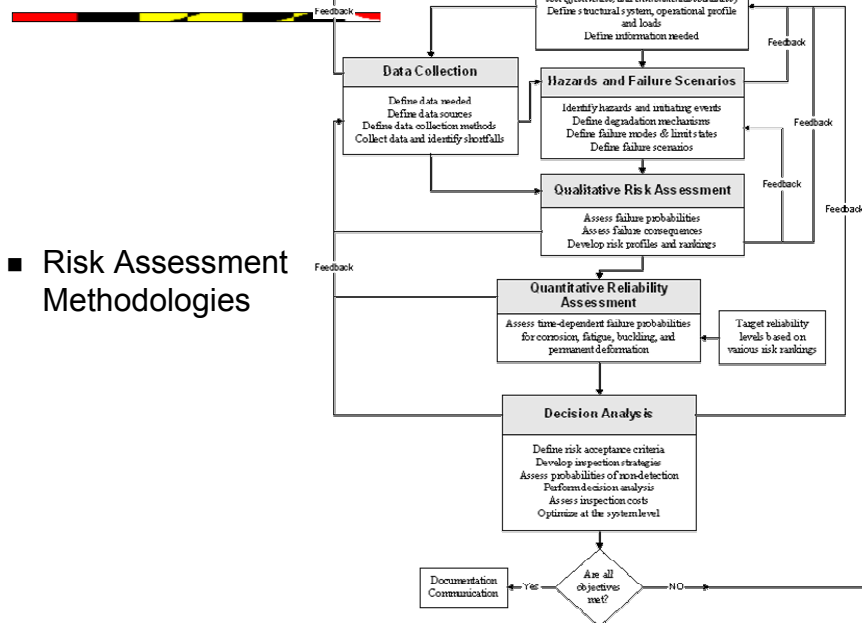 Feedback
Define structural system, operational profile
and loads
Define information needed
Feedback
Data Collection
Define data needed
Define data sources
Define data collection methods
Collect data and identify shortfalls
Hazards and Failure Scenarios
Identify hazards and initiating events
Define degradation mechanisms
Define failure modes & limit states
Define failure scenarios
Feedback
Qualitative Risk Assessment
Assess failure probabilities
Assess failure consequences
Develop risk profiles and rankings
Feedback
Feedback
■ Risk Assessment
Methodologies
Feedback
Quantitative Reliability
Assessment
Assess time-dependent failure probabilities
for corrosion, fatigue, buckling, and
permanent deformation
Target reliability
levels based on
various risk rankings
Decision Analysis
Define risk acceptance criteria
Develop inspection strategies
Assess probabilities of non-detection
Perform decision analysis
Assess inspection costs
Optimize at the system level
Are all
objectives
met?
Yes
NO
Documentation
Communication